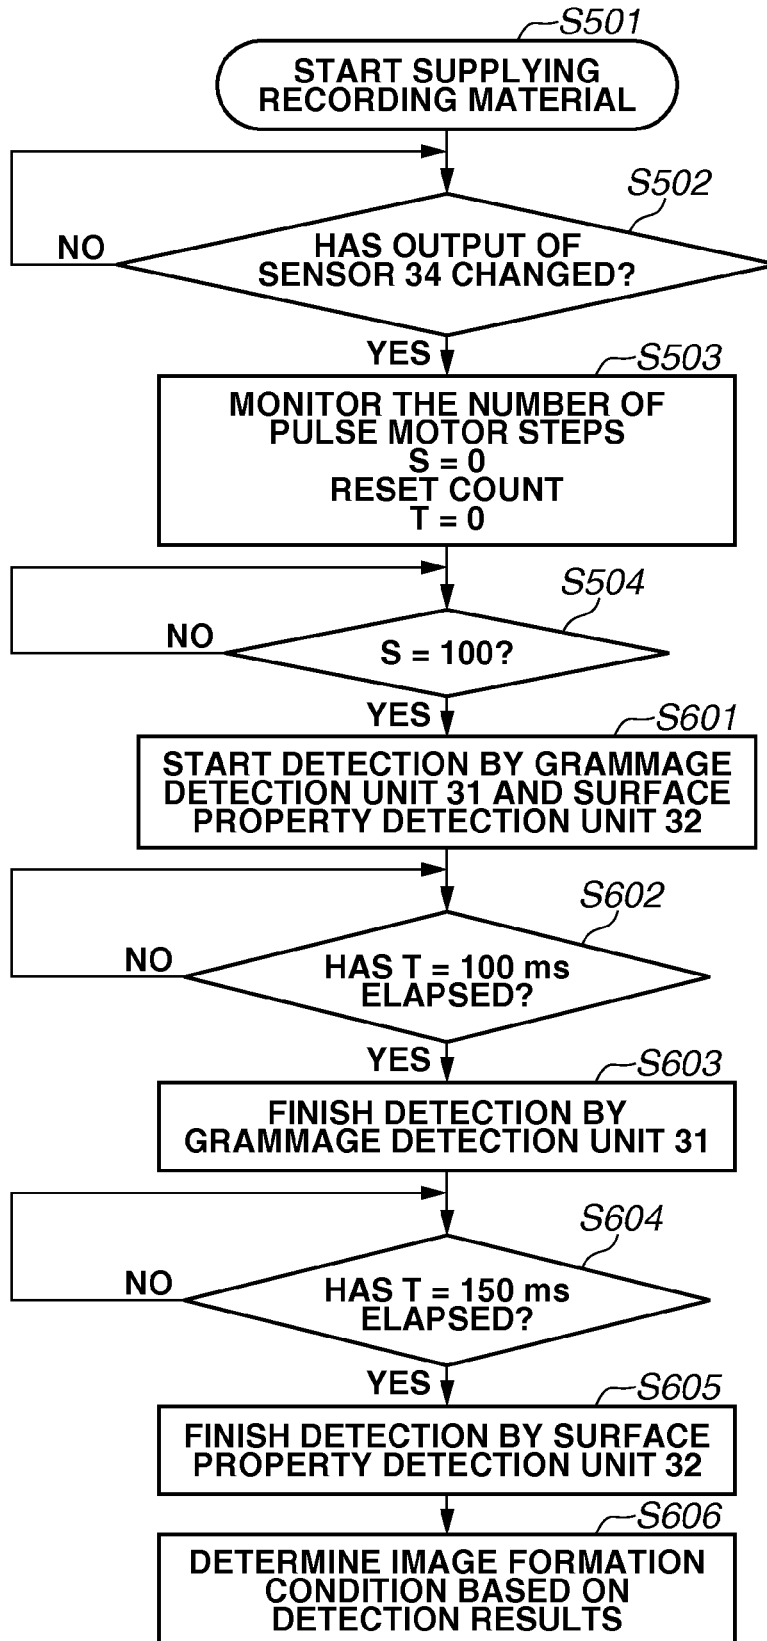 S501
START SUPPLYING
RECORDING MATERIAL
S502
HAS OUTPUT OF
SENSOR 34 CHANGED?
NO
YES
S503
MONITOR THE NUMBER OF
PULSE MOTOR STEPS
S = 0
RESET COUNT
T = 0
S504
S = 100?
NO
YES
S601
START DETECTION BY GRAMMAGE
DETECTION UNIT 31 AND SURFACE
PROPERTY DETECTION UNIT 32
S602
HAS T = 100 ms
ELAPSED?
NO
YES
S603
FINISH DETECTION BY
GRAMMAGE DETECTION UNIT 31
S604
HAS T = 150 ms
ELAPSED?
NO
YES
S605
FINISH DETECTION BY SURFACE
PROPERTY DETECTION UNIT 32
S606
DETERMINE IMAGE FORMATION
CONDITION BASED ON
DETECTION RESULTS